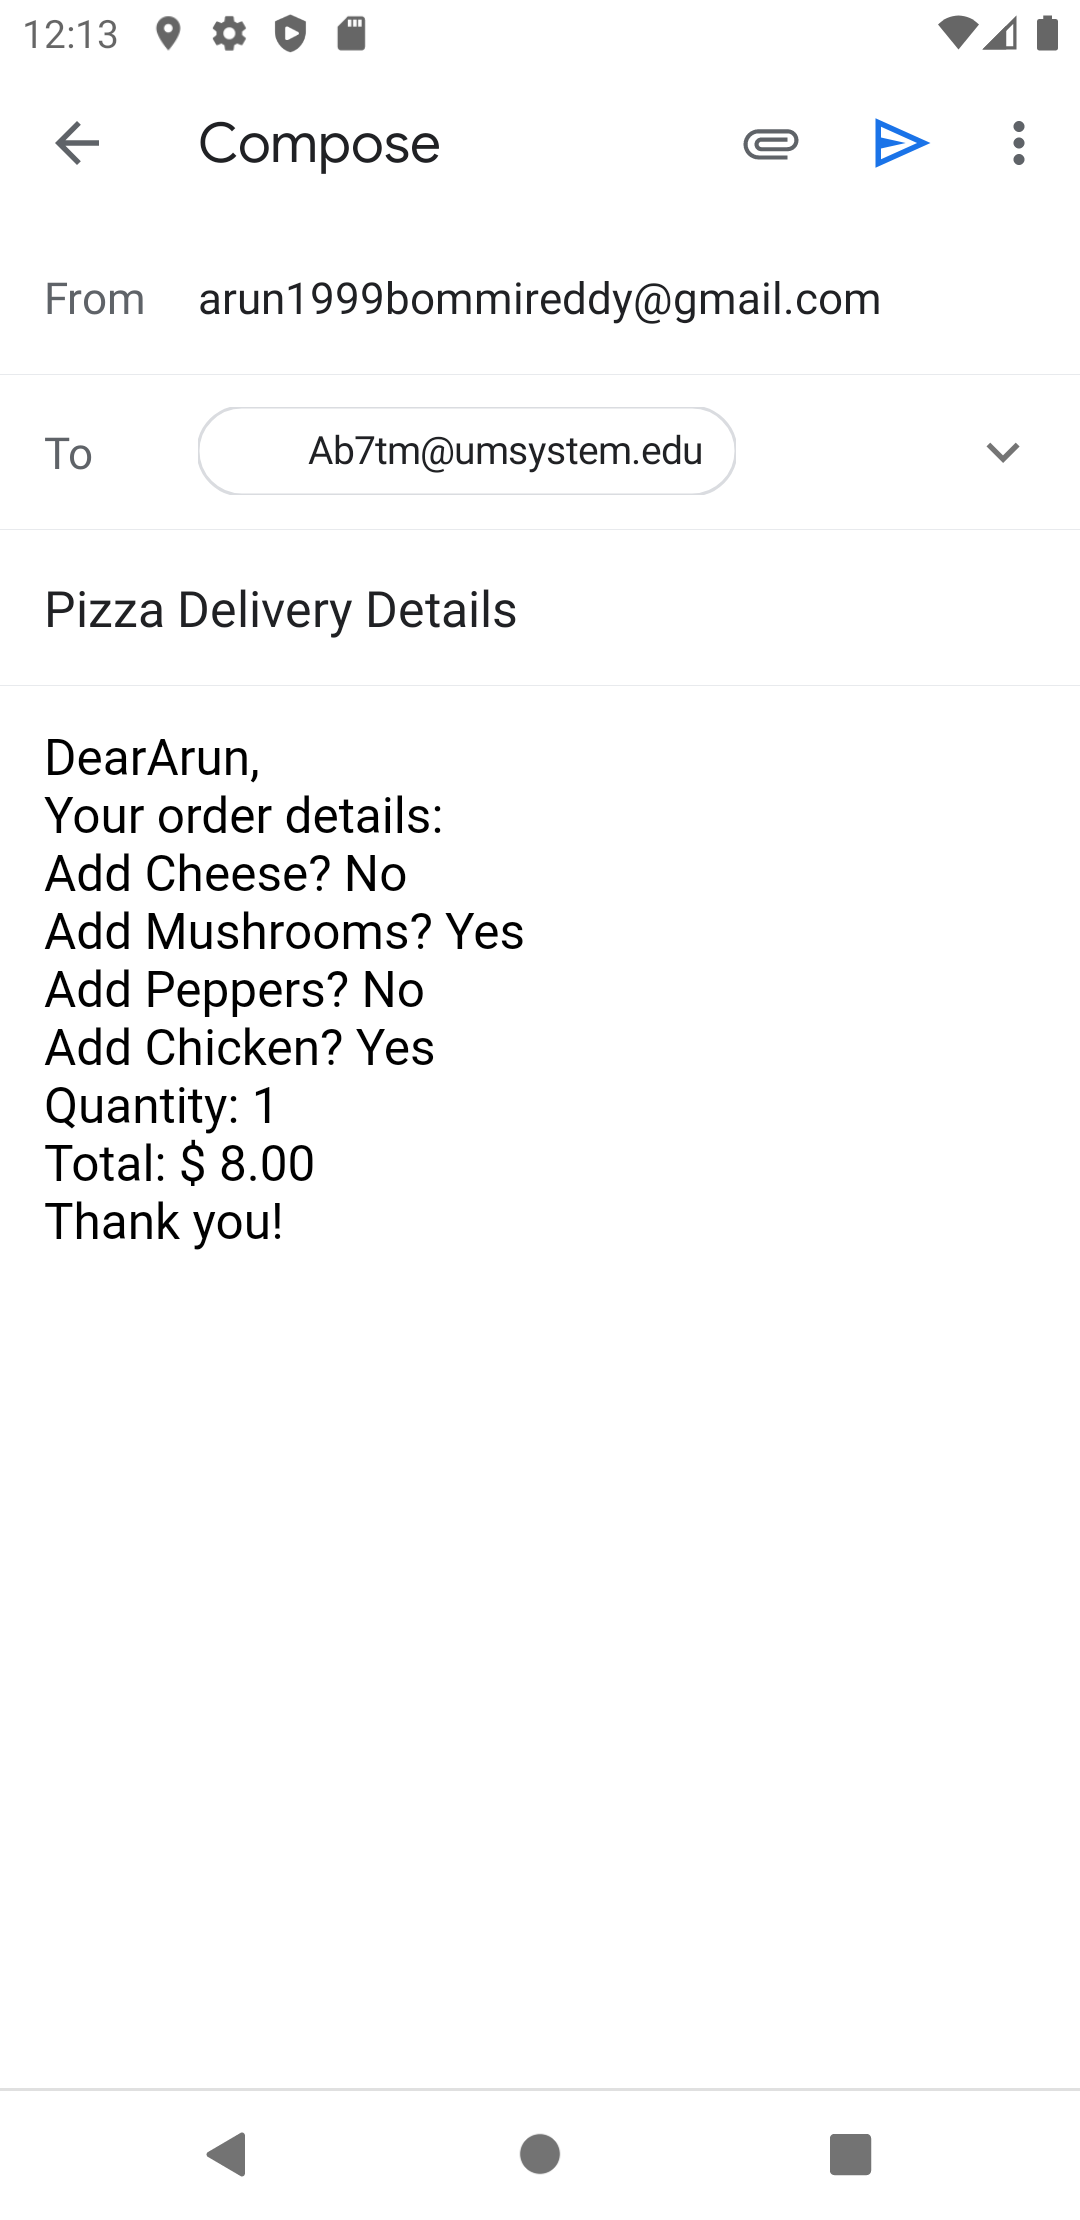 12:13
Compose
From arun1999bommireddy@gmail.com
To Ab7tm@umsystem.edu
Pizza Delivery Details
DearArun,
Your order details:
Add Cheese? No
Add Mushrooms? Yes
Add Peppers? No
Add Chicken? Yes
Quantity: 1
Total: $ 8.00
Thank you!